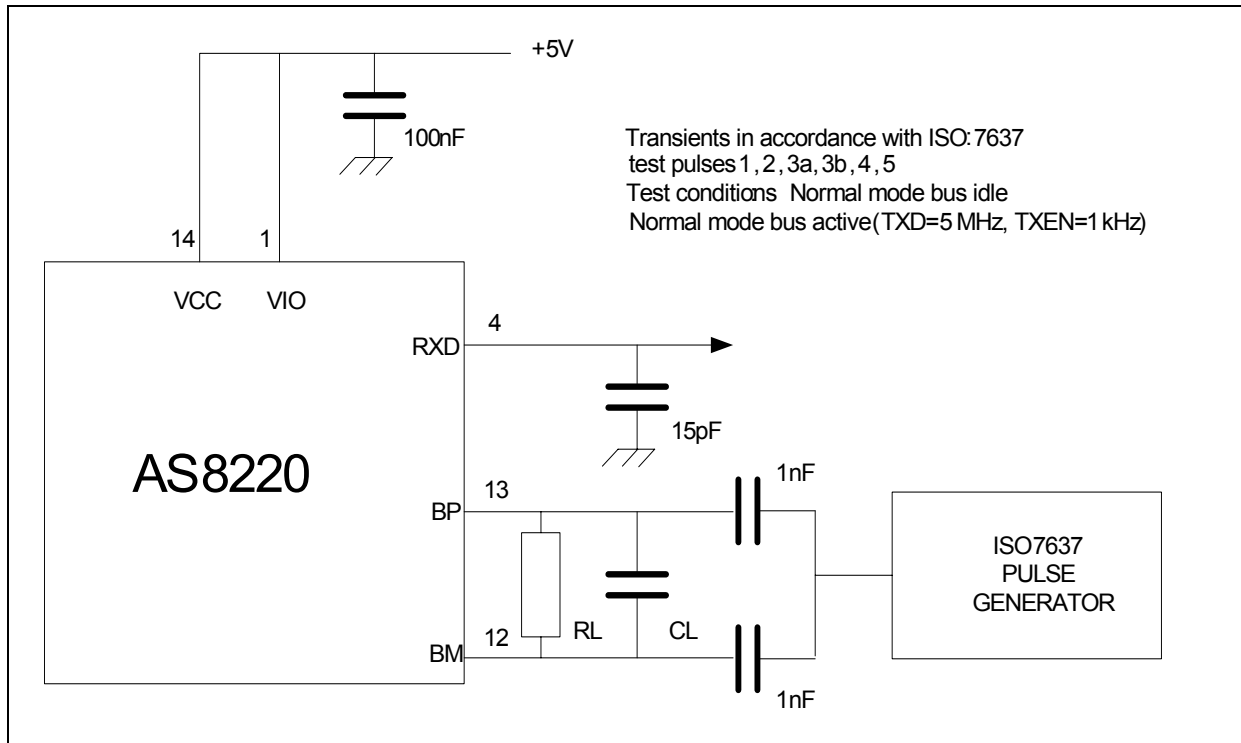 +5V
100nF
Transients in accordance with ISO:7637
test pulses 1, 2, 3a, 3b, 4, 5
Test conditions Normal mode bus idle
Normal mode bus active (TXD=5 MHz, TXEN=1 kHz)
14
1
VCC
VIO
RXD
4
15pF
AS8220
1nF
BP
13
ISO7637
PULSE
GENERATOR
BM
12
RL
CL
1nF